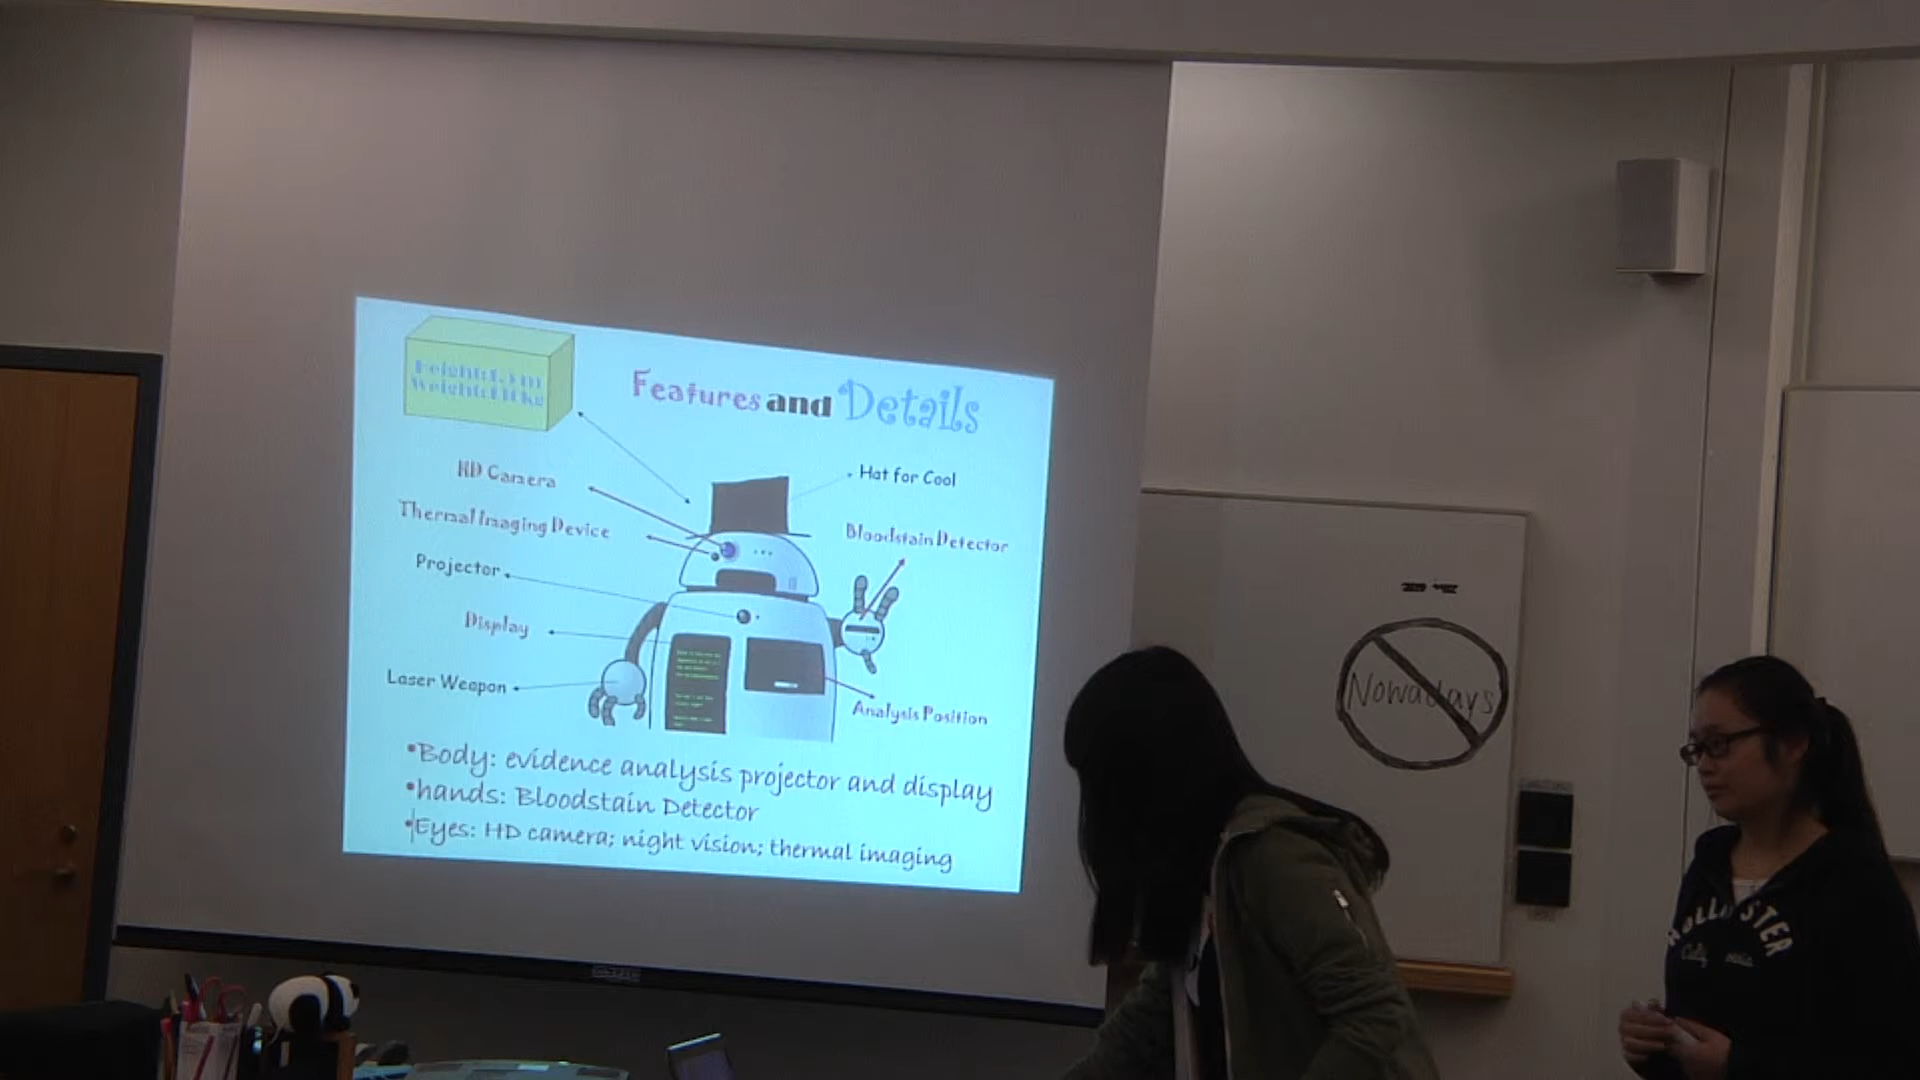 Features and Details
HD Camera
Hat for Cool
Thermal Imaging Device
Bloodstain Detector
Projector
Display
Laser Weapon
Analysis Position
•Body: evidence analysis projector and display
•hands: Bloodstain Detector
•Eyes: HD camera; night vision; thermal imaging
Nowadays
HOLLISTER